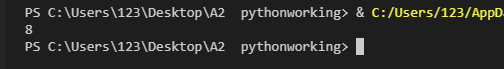 PS C:\Users\123\Desktop\A2  pythonworking> & C:/Users/123/AppD
8
PS C:\Users\123\Desktop\A2  pythonworking>